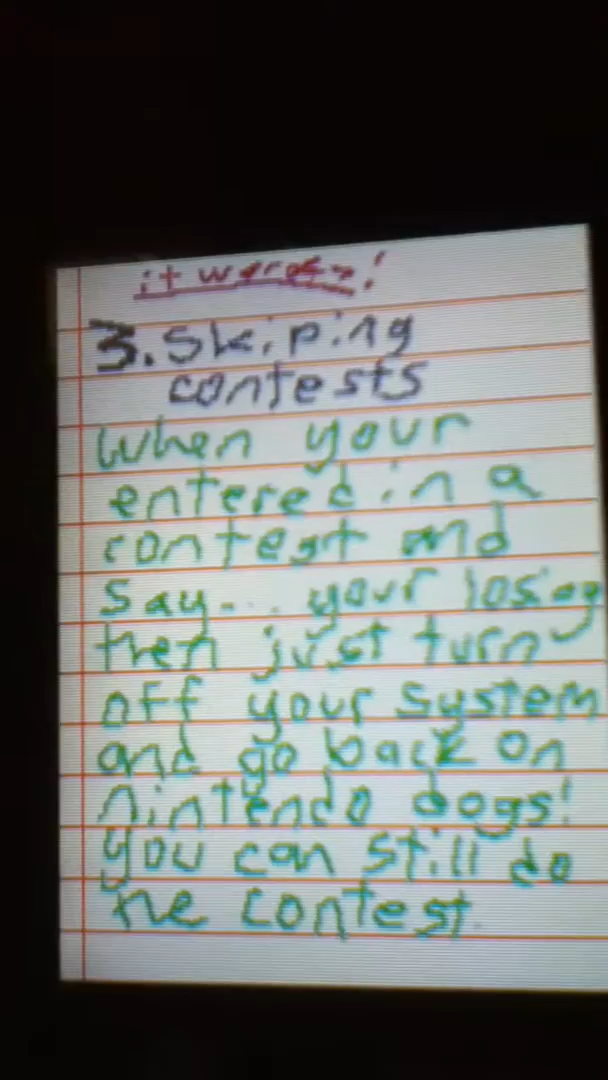 it works!
3. Skiping
contests
When your
entered in a
contest and
say... your losing
then just turn
off your system
and go back on
nintendo dogs!
you can still do
the contest.